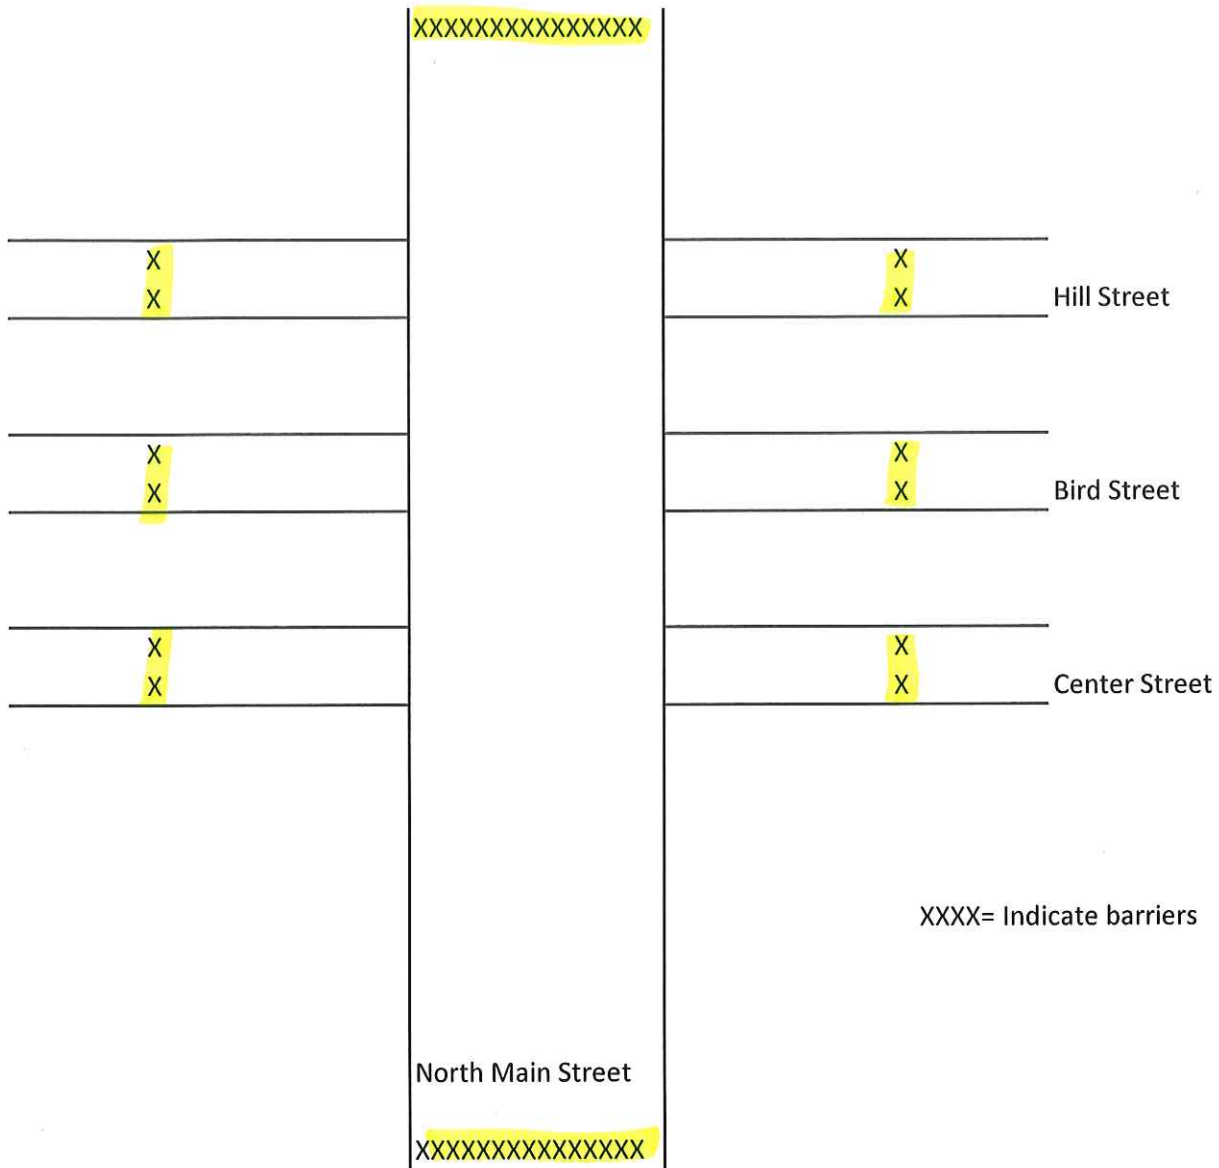 XXXXXXXXXXXXXXX
X X
X X Hill Street
X X
X X Bird Street
X X
X X Center Street
XXXX= Indicate barriers
North Main Street
XXXXXXXXXXXXXXX